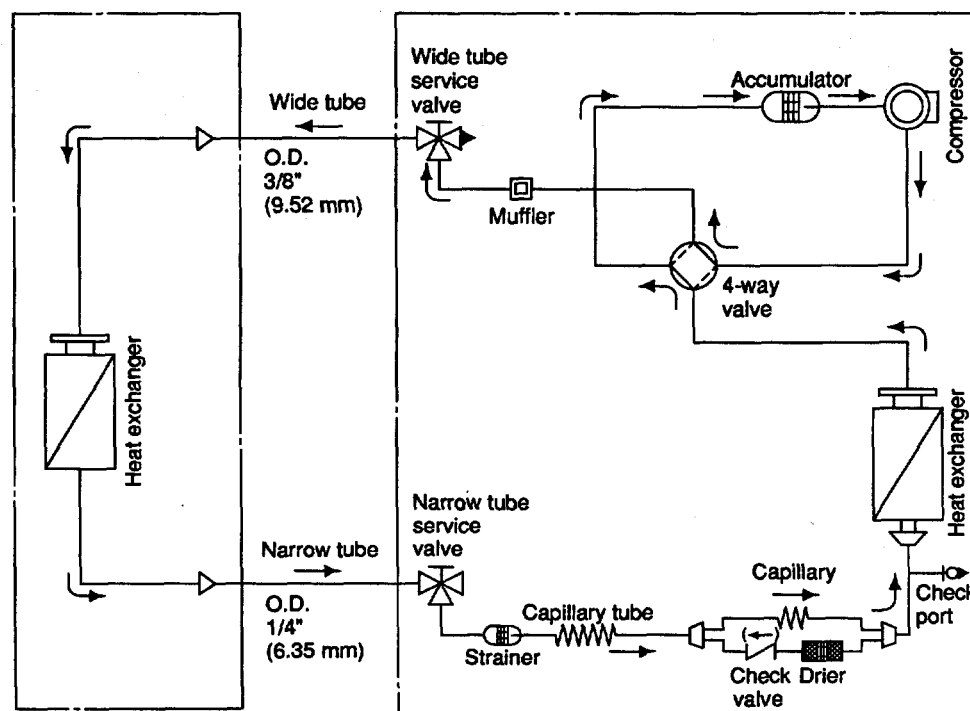 Wide tube
service
valve
Accumulator
Compressor
Wide tube
O.D.
3/8"
(9.52 mm)
Muffler
4-way
valve
Heat exchanger
Heat exchanger
Narrow tube
service
valve
Narrow tube
O.D.
1/4"
(6.35 mm)
Strainer
Capillary tube
Capillary
Check
valve
Drier
Check
port